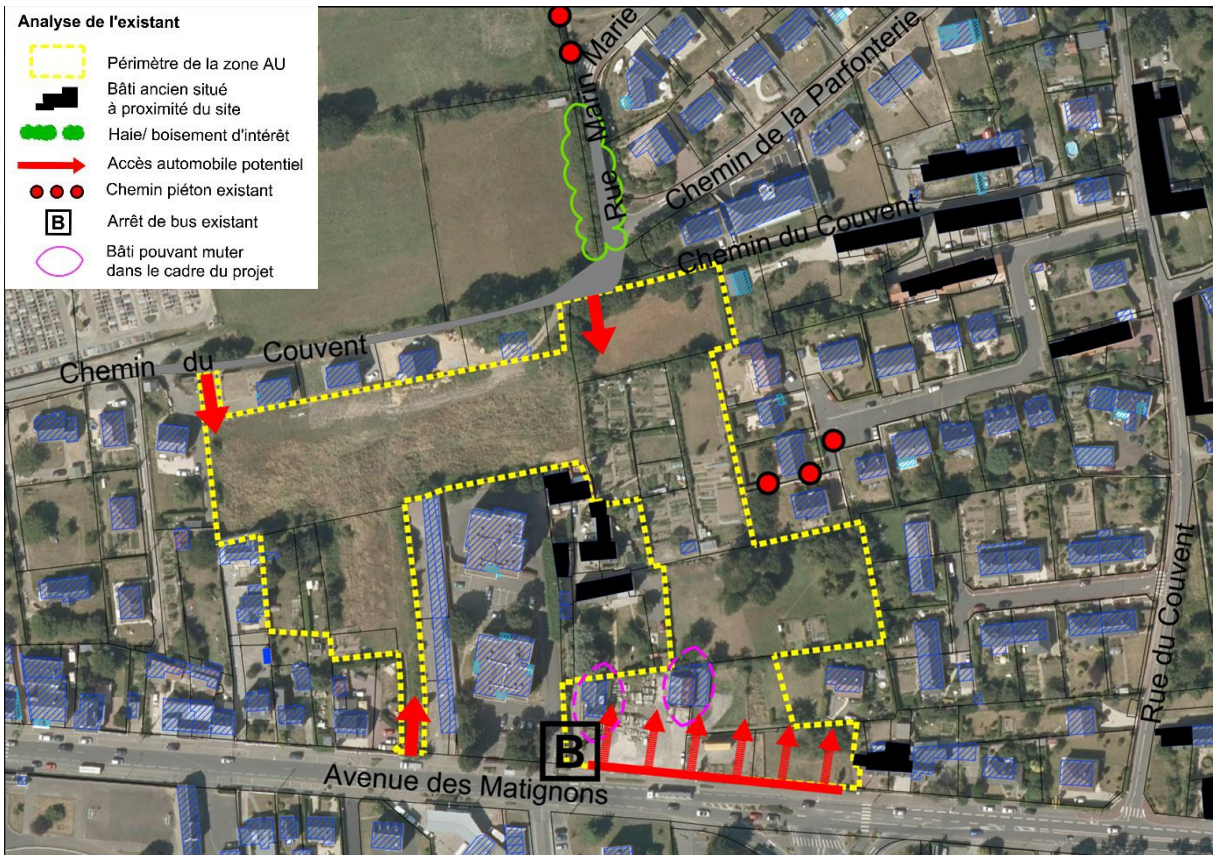 Analyse de l'existant
Périmètre de la zone AU
Bâti ancien situé
à proximité du site
Haie/ boisement d'intérêt
Accès automobile potentiel
Chemin piéton existant
B
Arrêt de bus existant
Bâti pouvant muter
dans le cadre du projet
Rue Marin Marie
Chemin de la Parfonterie
Chemin du Couvent
Chemin du Couvent
Rue du Couvent
B
Avenue des Matignons